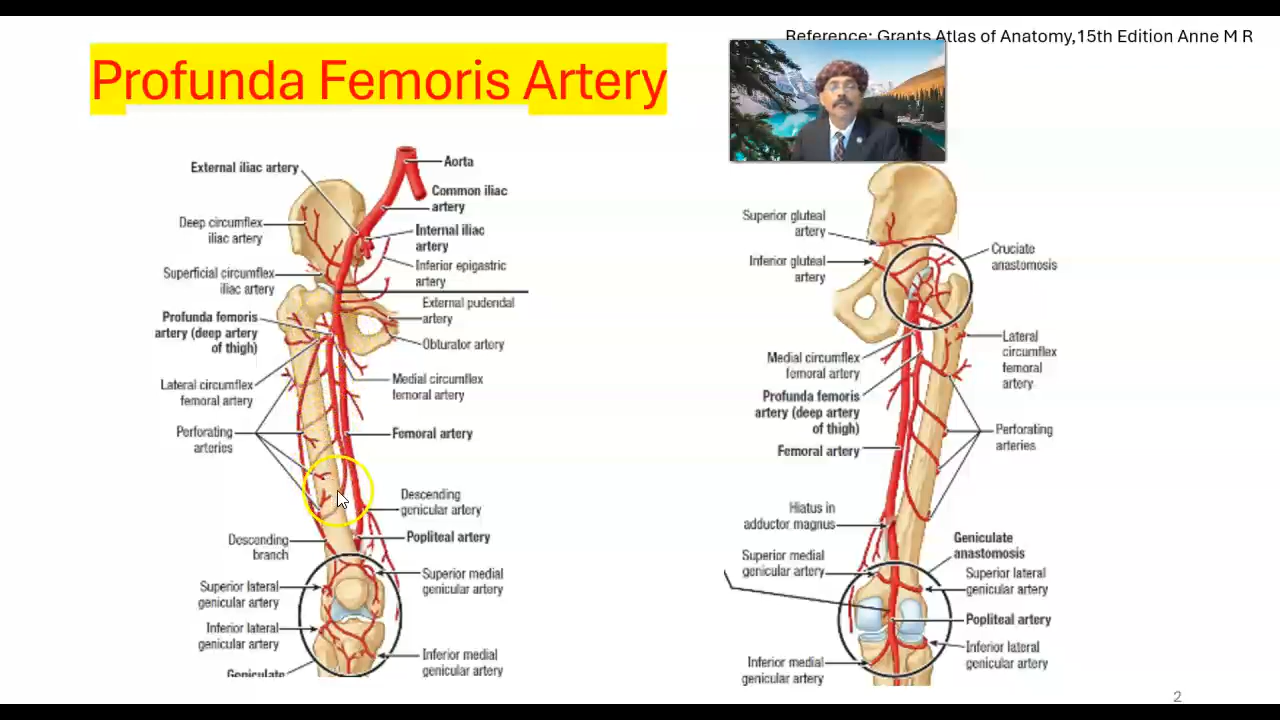 Reference: Grants Atlas of Anatomy,15th Edition Anne M R
Profunda Femoris Artery
External iliac artery
Aorta
Common iliac
artery
Deep circumflex
iliac artery
Internal iliac
artery
Superficial circumflex
iliac artery
Inferior epigastric
artery
External pudendal
artery
Profunda femoris
artery (deep artery
of thigh)
Obturator artery
Lateral circumflex
femoral artery
Medial circumflex
femoral artery
Perforating
arteries
Femoral artery
Descending
genicular artery
Descending
branch
Popliteal artery
Superior lateral
genicular artery
Superior medial
genicular artery
Inferior lateral
genicular artery
Inferior medial
genicular artery
Geniculate
Superior gluteal
artery
Cruciate
anastomosis
Inferior gluteal
artery
Lateral
circumflex
femoral
artery
Medial circumflex
femoral artery
Profunda femoris
artery (deep artery
of thigh)
Perforating
arteries
Femoral artery
Hiatus in
adductor magnus
Geniculate
anastomosis
Superior medial
genicular artery
Superior lateral
genicular artery
Popliteal artery
Inferior lateral
genicular artery
Inferior medial
genicular artery
2